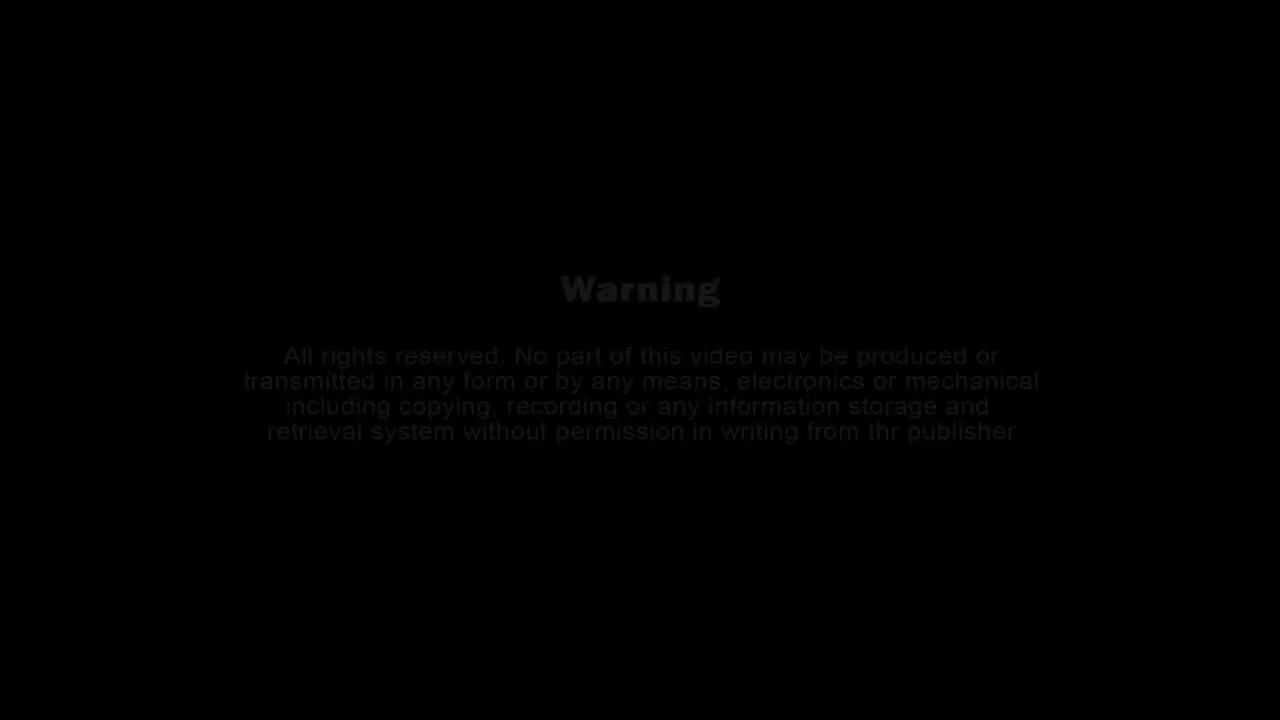 Warning
All rights reserved. No part of this video may be produced or
transmitted in any form or by any means, electronics or mechanical
including copying, recording or any information storage and
retrieval system without permission in writing from thr publisher